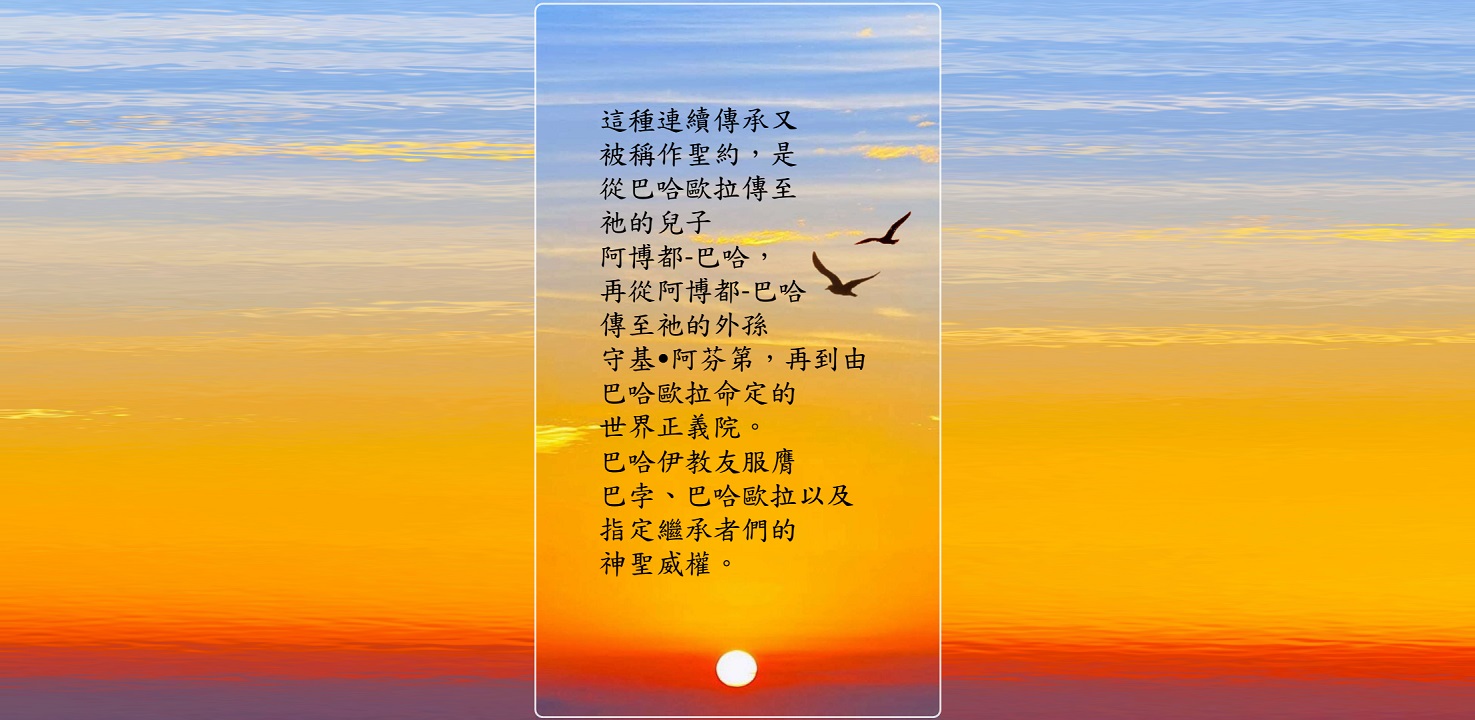 這種連續傳承又
被稱作聖約，是
從巴哈歐拉傳至
祂的兒子
阿博都-巴哈，
再從阿博都-巴哈
傳至祂的外孫
守基•阿芬第，再到由
巴哈歐拉命定的
世界正義院。
巴哈伊教友服膺
巴孛、巴哈歐拉以及
指定繼承者們的
神聖威權。